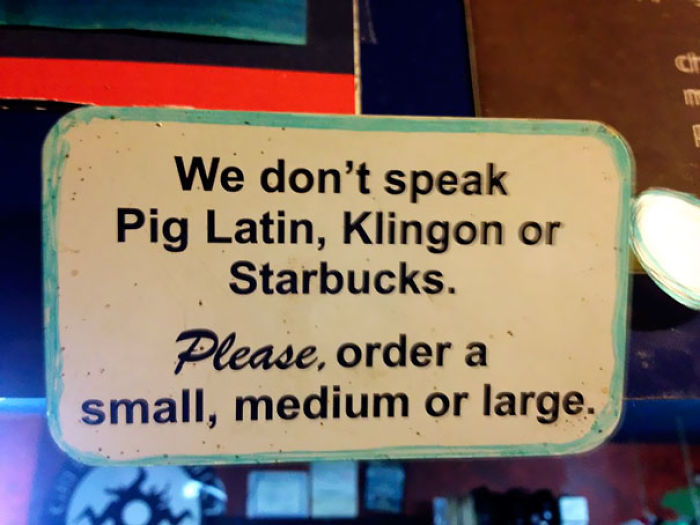 We don't speak
Pig Latin, Klingon or
Starbucks.
Please, order a
small, medium or large.